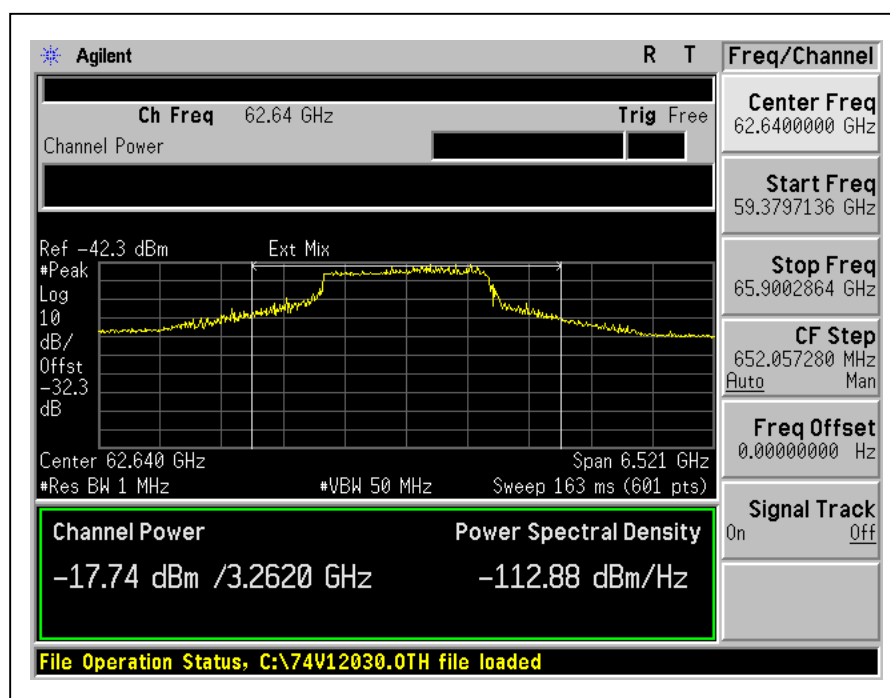 Agilent R T Freq/Channel
Ch Freq 62.64 GHz Trig Free
Channel Power
Center Freq
62.6400000 GHz
Start Freq
59.3797136 GHz
Stop Freq
65.9002864 GHz
CF Step
652.057280 MHz
Auto Man
Freq Offset
0.00000000 Hz
Signal Track
On Off
Ref -42.3 dBm Ext Mix
#Peak
Log
10
dB/
Offst
-32.3
dB
Center 62.640 GHz Span 6.521 GHz
#Res BW 1 MHz #VBW 50 MHz Sweep 163 ms (601 pts)
Channel Power Power Spectral Density
-17.74 dBm /3.2620 GHz -112.88 dBm/Hz
File Operation Status, C:\74V12030.OTH file loaded